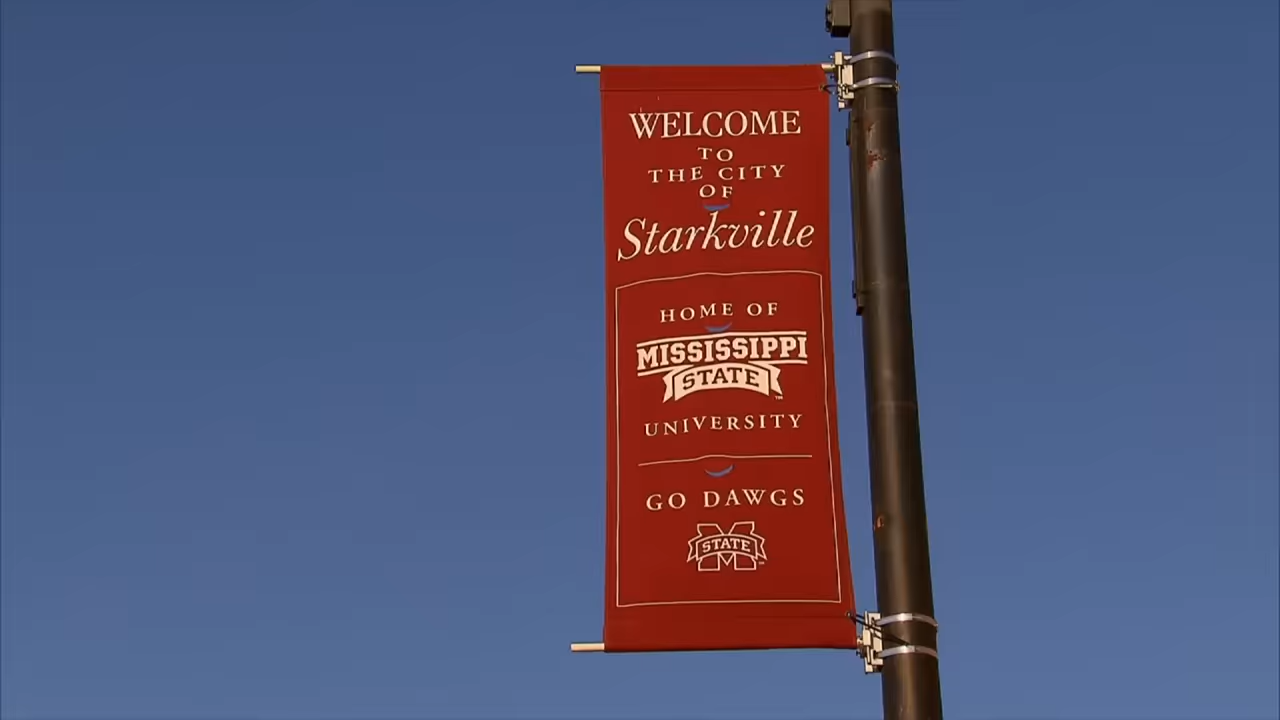 WELCOME
TO
THE CITY
OF
Starkville
HOME OF
MISSISSIPPI
STATE
UNIVERSITY
GO DAWGS
M
STATE